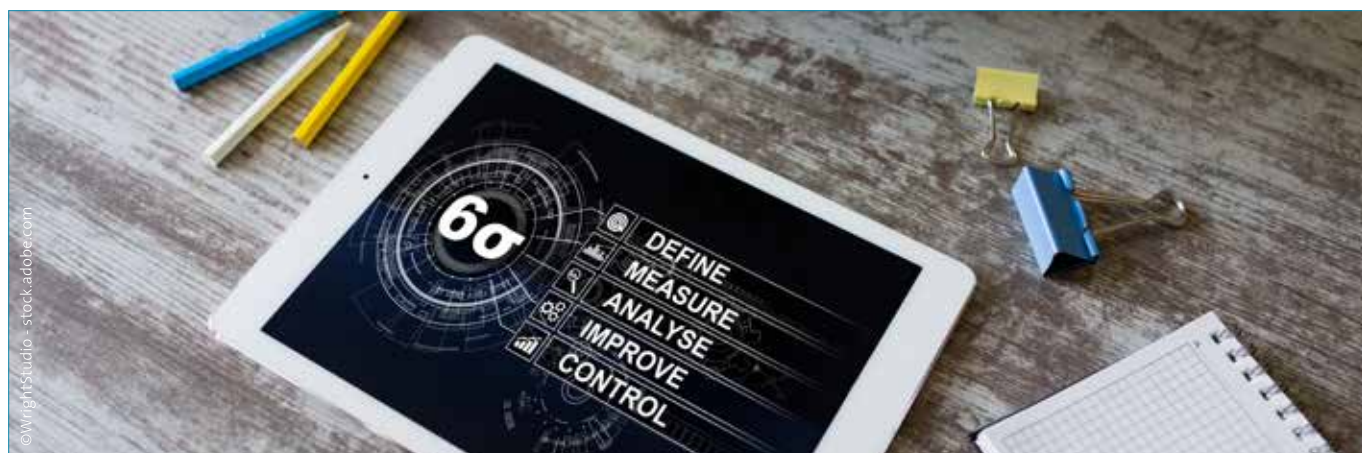 6σ
DEFINE
MEASURE
ANALYSE
IMPROVE
CONTROL
©WrightStudio - stock.adobe.com